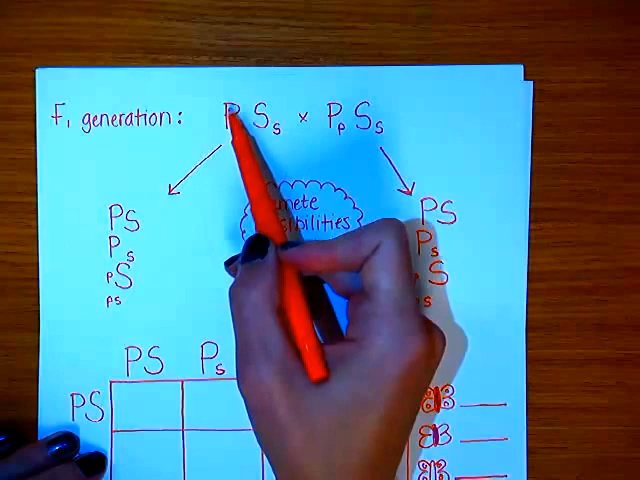 F₁ generation: P Ss × Pp Ss
PS PS
Ps Ps
pS S
ps s
PS Ps
PS